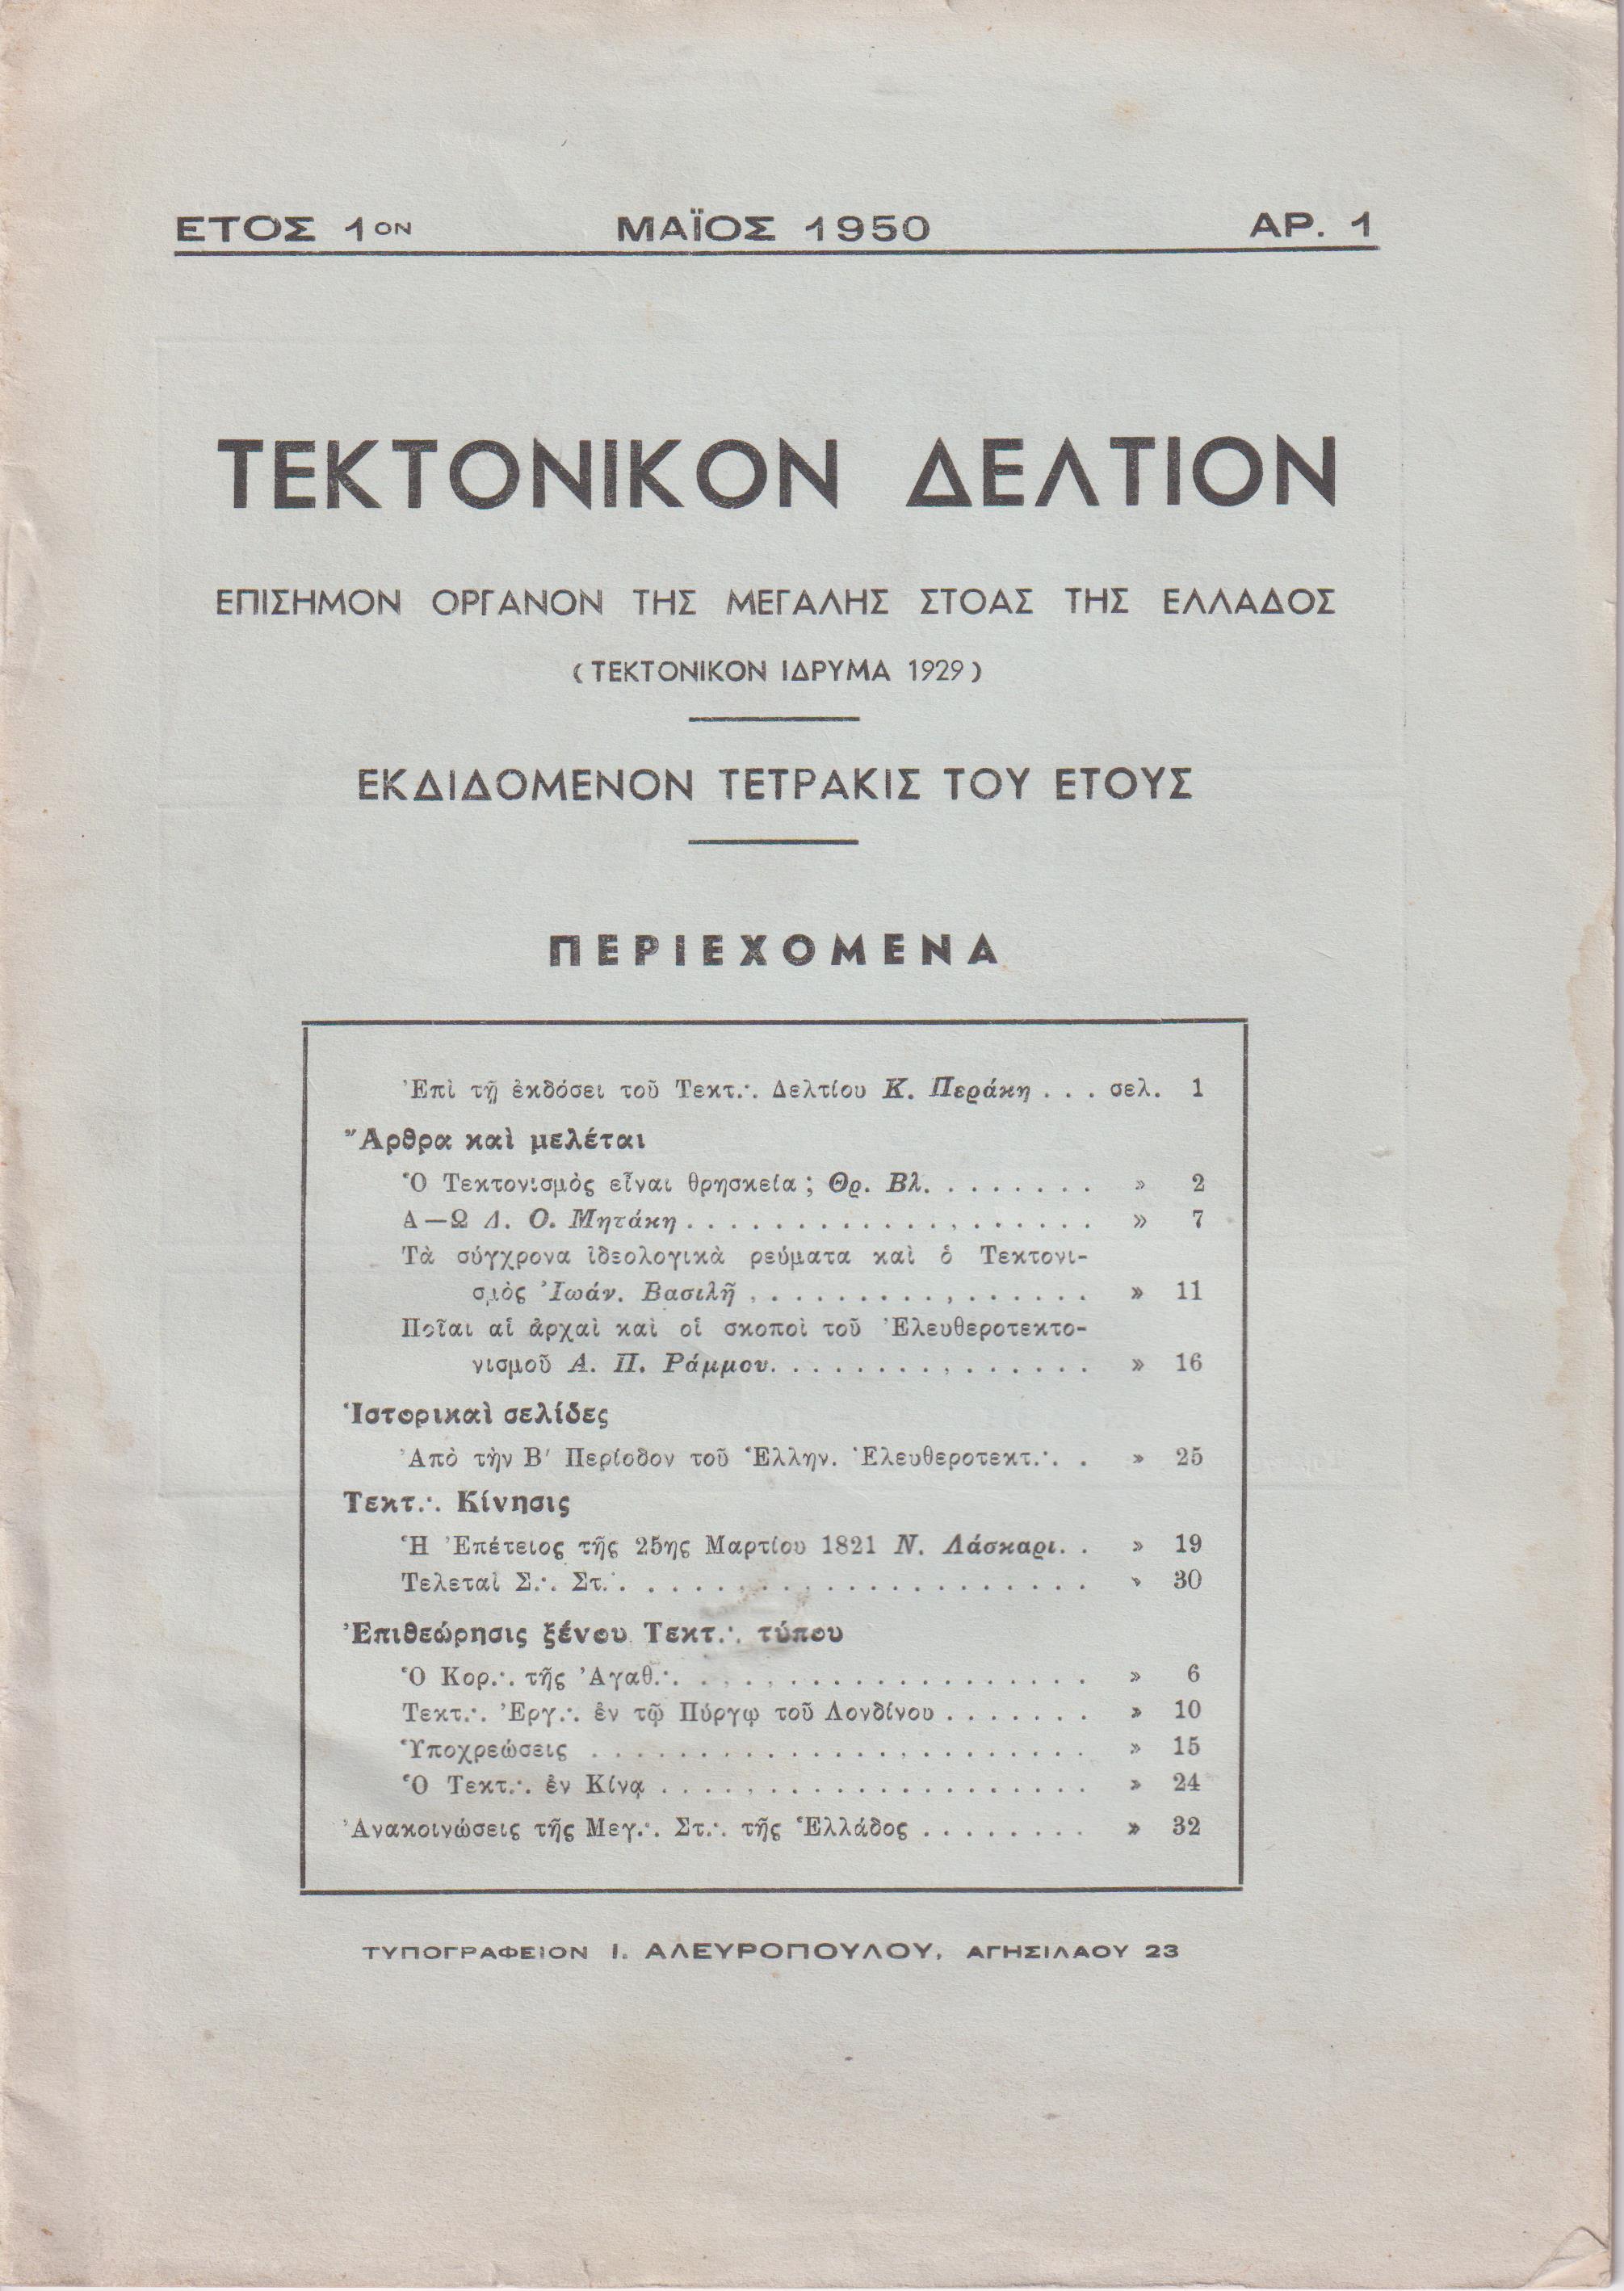 ΕΤΟΣ 1ΟΝ ΜΑΪΟΣ 1950 ΑΡ. 1
ΤΕΚΤΟΝΙΚΟΝ ΔΕΛΤΙΟΝ
ΕΠΙΣΗΜΟΝ ΟΡΓΑΝΟΝ ΤΗΣ ΜΕΓΑΛΗΣ ΣΤΟΑΣ ΤΗΣ ΕΛΛΑΔΟΣ
(ΤΕΚΤΟΝΙΚΟΝ ΙΔΡΥΜΑ 1929)
ΕΚΔΙΔΟΜΕΝΟΝ ΤΕΤΡΑΚΙΣ ΤΟΥ ΕΤΟΥΣ
ΠΕΡΙΕΧΟΜΕΝΑ
Ἐπὶ τῇ ἐκδόσει τοῦ Τεκτ.·. Δελτίου Κ. Περάκη . . . σελ. 1
Ἄρθρα καὶ μελέται
Ὁ Τεκτονισμὸς εἶναι θρησκεία; Θρ. Βλ. . . . . . . . » 2
Α—Ω Δ. Ο. Μητάκη . . . . . . . . . . . . . . . . . . . » 7
Τὰ σύγχρονα ἰδεολογικὰ ρεύματα καὶ ὁ Τεκτονι-
σμὸς Ἰωάν. Βασιλῆ . . . . . . . . . . . . . . . . » 11
Ποῖαι αἱ ἀρχαὶ καὶ οἱ σκοποὶ τοῦ Ἐλευθεροτεκτο-
νισμοῦ Α. Π. Ράμμου. . . . . . . . . . . . . . . » 16
Ἱστορικαὶ σελίδες
Ἀπὸ τὴν Β' Περίοδον τοῦ Ἑλλην. Ἐλευθεροτεκτ.·. . » 25
Τεκτ.·. Κίνησις
Ἡ Ἐπέτειος τῆς 25ης Μαρτίου 1821 Ν. Λάσκαρι. . » 19
Τελεταὶ Σ.·. Στ.·. . . . . . . . . . . . . . . . . . . . . » 30
Ἐπιθεώρησις ξένου Τεκτ.·. τύπου
Ὁ Κορ.·. τῆς Ἀγαθ.·. . . . . . . . . . . . . . . . . . . » 6
Τεκτ.·. Ἐργ.·. ἐν τῷ Πύργῳ τοῦ Λονδίνου . . . . . . . » 10
Ὑποχρεώσεις . . . . . . . . . . . . . . . . . . . . . . . » 15
Ὁ Τεκτ.·. ἐν Κίνᾳ . . . . . . . . . . . . . . . . . . . . » 24
Ἀνακοινώσεις τῆς Μεγ.·. Στ.·. τῆς Ἑλλάδος . . . . . . . . » 32
ΤΥΠΟΓΡΑΦΕΙΟΝ Ι. ΑΛΕΥΡΟΠΟΥΛΟΥ, ΑΓΗΣΙΛΑΟΥ 23